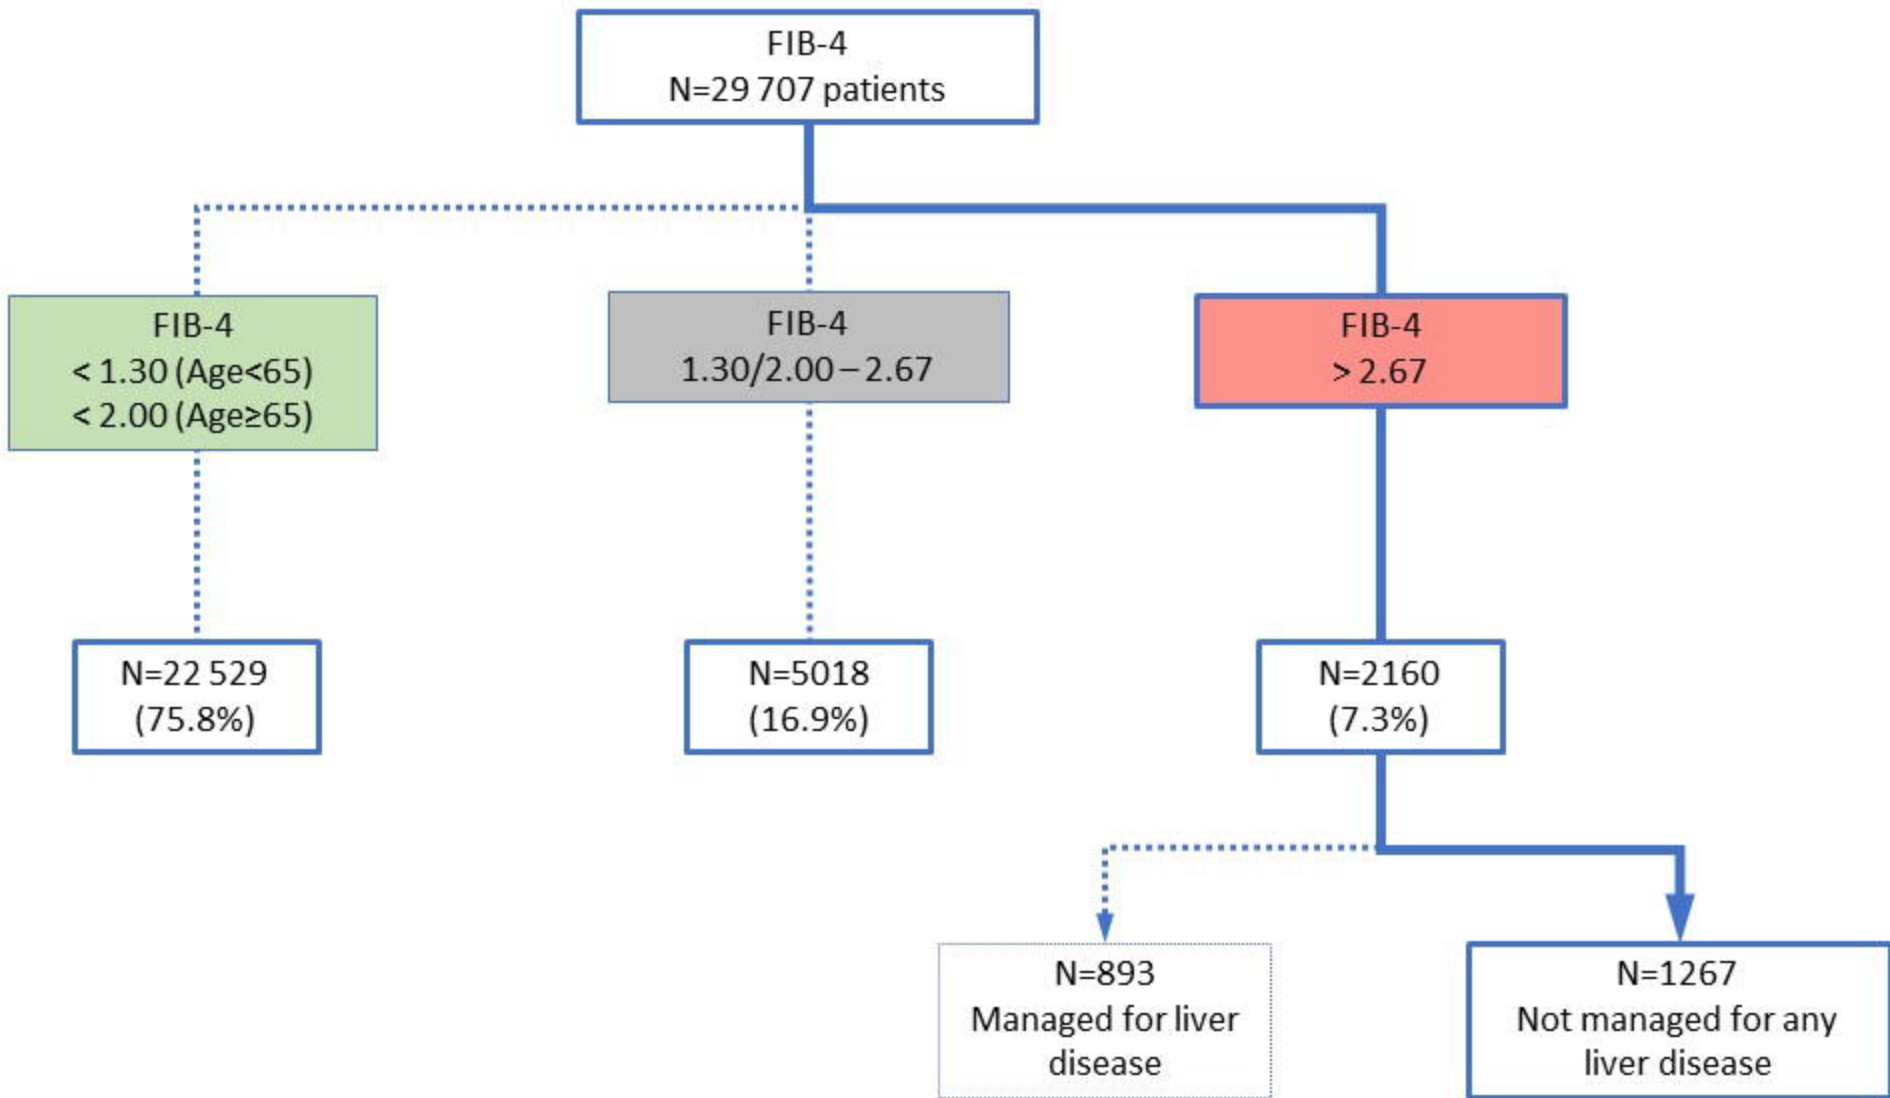 FIB-4
N=29 707 patients
FIB-4
< 1.30 (Age<65)
< 2.00 (Age≥65)
FIB-4
1.30/2.00 – 2.67
FIB-4
> 2.67
N=22 529
(75.8%)
N=5018
(16.9%)
N=2160
(7.3%)
N=893
Managed for liver
disease
N=1267
Not managed for any
liver disease